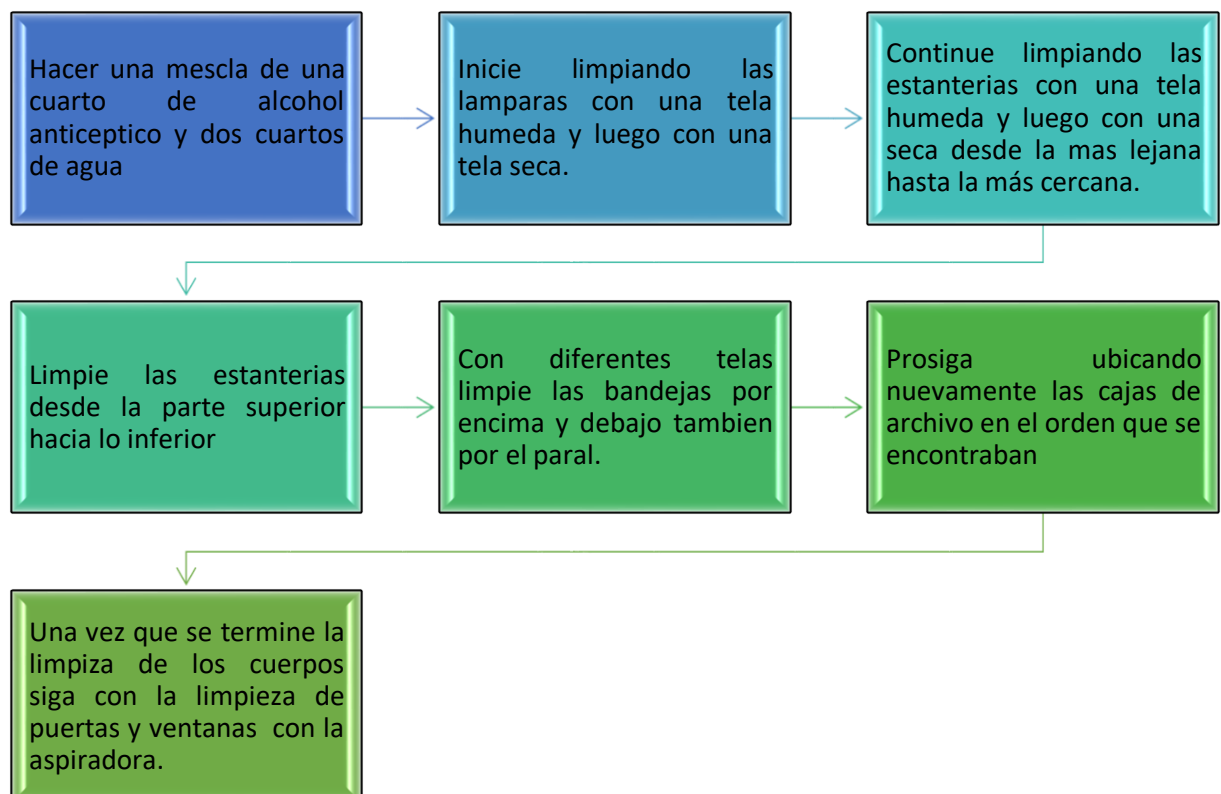 Hacer una mescla de una
cuarto de alcohol
anticeptico y dos cuartos
de agua
Inicie limpiando las
lamparas con una tela
humeda y luego con una
tela seca.
Continue limpiando las
estanterias con una tela
humeda y luego con una
seca desde la mas lejana
hasta la más cercana.
Limpie las estanterias
desde la parte superior
hacia lo inferior
Con diferentes telas
limpie las bandejas por
encima y debajo tambien
por el paral.
Prosiga ubicando
nuevamente las cajas de
archivo en el orden que se
encontraban
Una vez que se termine la
limpiza de los cuerpos
siga con la limpieza de
puertas y ventanas con la
aspiradora.